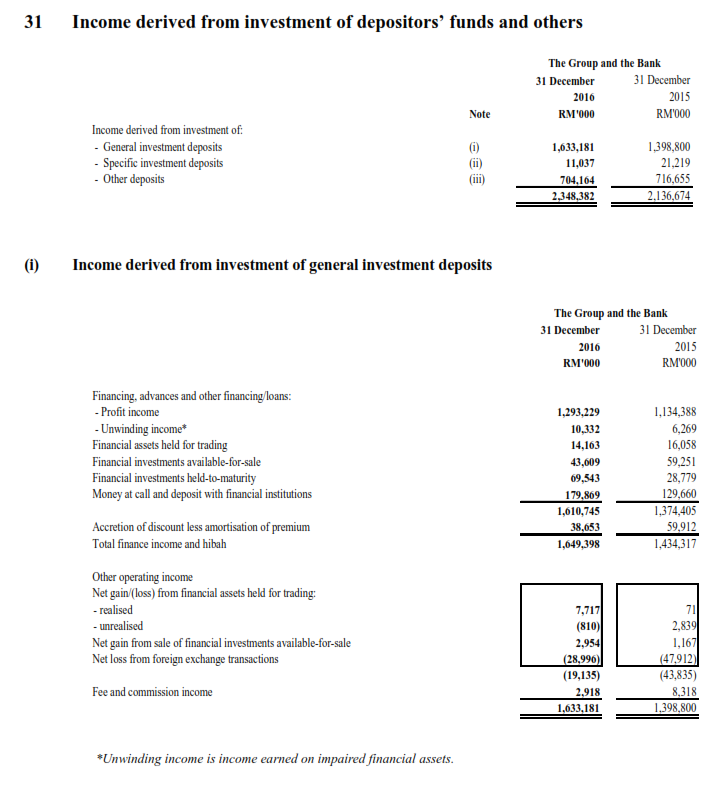 31 Income derived from investment of depositors’ funds and others
The Group and the Bank
31 December 31 December
2016 2015
Note RM'000 RM'000
Income derived from investment of:
- General investment deposits (i) 1,633,181 1,398,800
- Specific investment deposits (ii) 11,037 21,219
- Other deposits (iii) 704,164 716,655
2,348,382 2,136,674
(i) Income derived from investment of general investment deposits
The Group and the Bank
31 December 31 December
2016 2015
RM'000 RM'000
Financing, advances and other financing/loans:
- Profit income 1,293,229 1,134,388
- Unwinding income* 10,332 6,269
Financial assets held for trading 14,163 16,058
Financial investments available-for-sale 43,609 59,251
Financial investments held-to-maturity 69,543 28,779
Money at call and deposit with financial institutions 179,869 129,660
1,610,745 1,374,405
Accretion of discount less amortisation of premium 38,653 59,912
Total finance income and hibah 1,649,398 1,434,317
Other operating income
Net gain/(loss) from financial assets held for trading:
- realised 7,717 71
- unrealised (810) 2,839
Net gain from sale of financial investments available-for-sale 2,954 1,167
Net loss from foreign exchange transactions (28,996) (47,912)
(19,135) (43,835)
Fee and commission income 2,918 8,318
1,633,181 1,398,800
*Unwinding income is income earned on impaired financial assets.